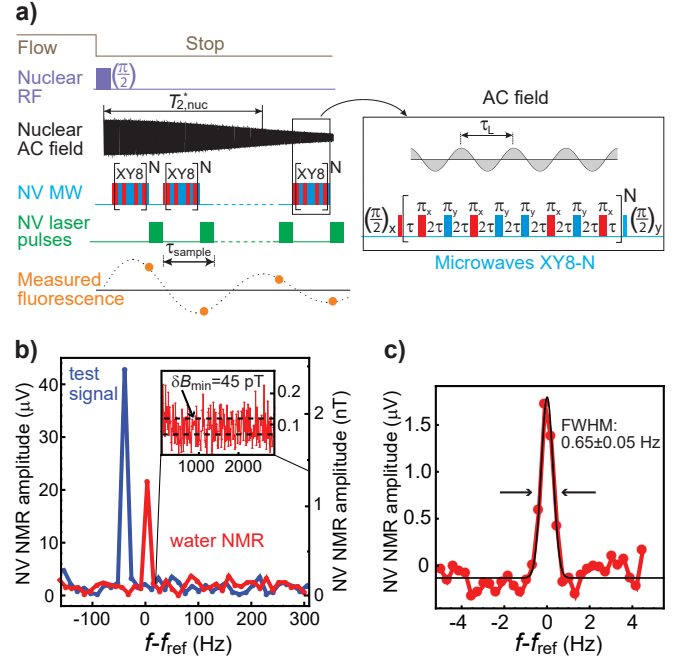 a)
Flow
Stop
Nuclear RF
(π/2)
T*2,nuc
Nuclear AC field
AC field
τL
[XY8]N [XY8]N [XY8]N
NV MW
(π/2)x [τ πx 2τ πy 2τ πx 2τ πy 2τ πy 2τ πx 2τ πy 2τ πx τ]N (π/2)y
Microwaves XY8-N
NV laser pulses
τsample
Measured fluorescence
b)
NV NMR amplitude (μV)
40
30
20
10
0
test signal
δBmin=45 pT
0.2
0.1
1000 2000
water NMR
2
1
0
NV NMR amplitude (nT)
-100 0 100 200 300
f-fref (Hz)
c)
NV NMR amplitude (μV)
1.5
1.0
0.5
0
FWHM:
0.65±0.05 Hz
-4 -2 0 2 4
f-fref (Hz)